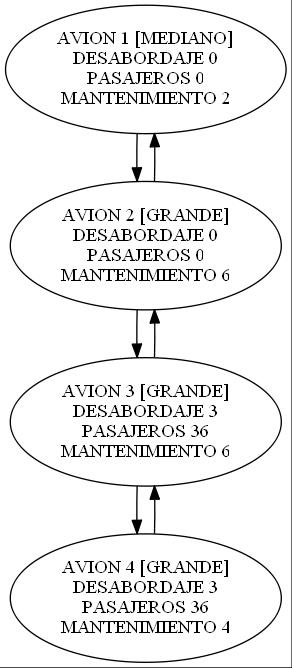 AVION 1 [MEDIANO]
DESABORDAJE 0
PASAJEROS 0
MANTENIMIENTO 2
AVION 2 [GRANDE]
DESABORDAJE 0
PASAJEROS 0
MANTENIMIENTO 6
AVION 3 [GRANDE]
DESABORDAJE 3
PASAJEROS 36
MANTENIMIENTO 6
AVION 4 [GRANDE]
DESABORDAJE 3
PASAJEROS 36
MANTENIMIENTO 4